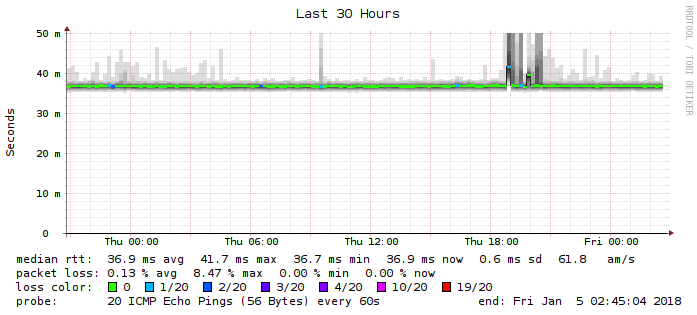 Last 30 Hours
RRDTOOL / TOBI OETIKER
Seconds
50 m
40 m
30 m
20 m
10 m
0
Thu 00:00 Thu 06:00 Thu 12:00 Thu 18:00 Fri 00:00
median rtt: 36.9 ms avg 41.7 ms max 36.7 ms min 36.9 ms now 0.6 ms sd 61.8 am/s
packet loss: 0.13 % avg 8.47 % max 0.00 % min 0.00 % now
loss color: 0 1/20 2/20 3/20 4/20 10/20 19/20
probe: 20 ICMP Echo Pings (56 Bytes) every 60s end: Fri Jan 5 02:45:04 2018